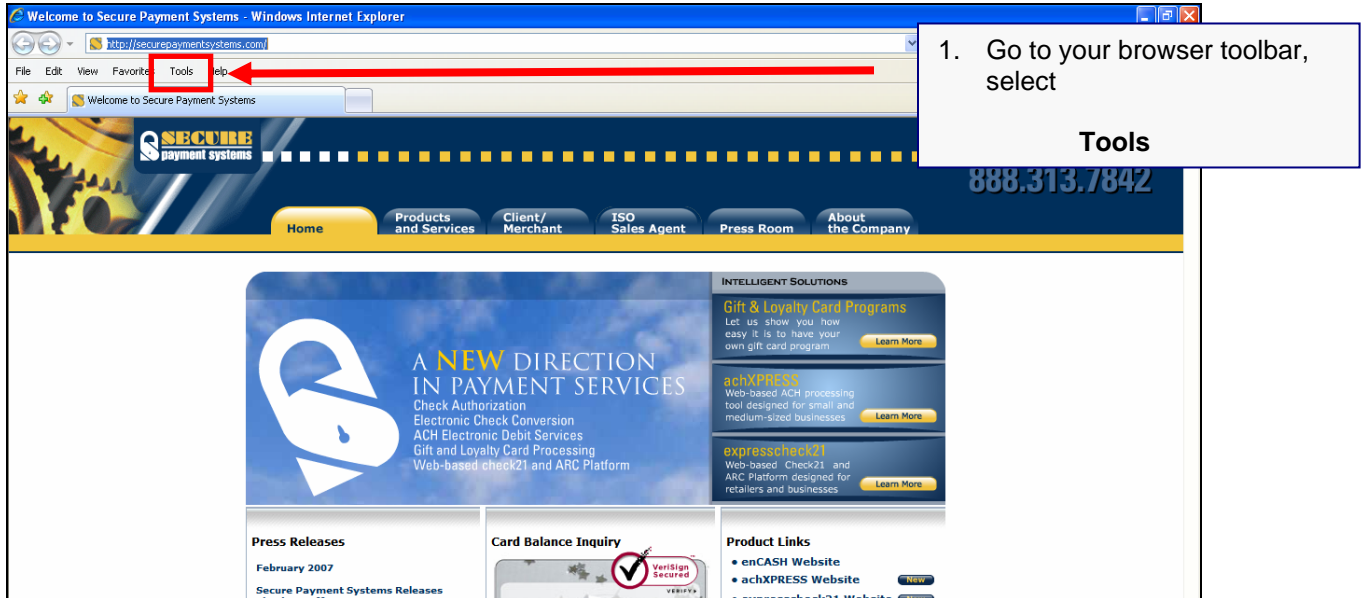 Welcome to Secure Payment Systems - Windows Internet Explorer
http://securepaymentsystems.com/
File Edit View Favorites Tools Help
Welcome to Secure Payment Systems
1. Go to your browser toolbar,
select
Tools
SECURE
payment systems
888.313.7842
Home
Products
and Services
Client/
Merchant
ISO
Sales Agent
Press Room
About
the Company
A NEW DIRECTION
IN PAYMENT SERVICES
Check Authorization
Electronic Check Conversion
ACH Electronic Debit Services
Gift and Loyalty Card Processing
Web-based check21 and ARC Platform
INTELLIGENT SOLUTIONS
Gift & Loyalty Card Programs
Let us show you how
easy it is to have your
own gift card program
Learn More
achXPRESS
Web-based ACH processing
tool designed for small and
medium-sized businesses
Learn More
expresscheck21
Web-based Check21 and
ARC Platform designed for
retailers and businesses
Learn More
Press Releases
February 2007
Secure Payment Systems Releases
Card Balance Inquiry
VeriSign
Secured
VERIFY
Product Links
• enCASH Website
• achXPRESS Website New
• expresscheck21 Website